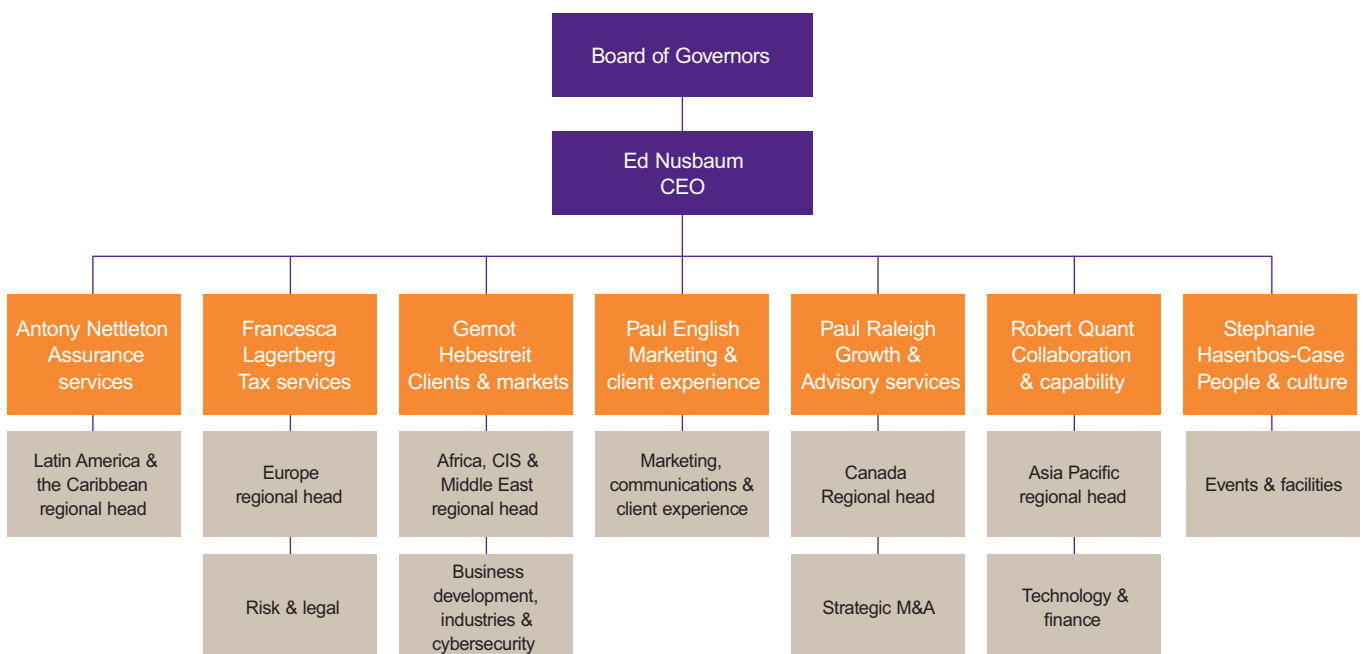 Board of Governors
Ed Nusbaum
CEO
Antony Nettleton
Assurance
services
Francesca
Lagerberg
Tax services
Gernot
Hebestreit
Clients & markets
Paul English
Marketing &
client experience
Paul Raleigh
Growth &
Advisory services
Robert Quant
Collaboration
& capability
Stephanie
Hasenbos-Case
People & culture
Latin America &
the Caribbean
regional head
Europe
regional head
Africa, CIS &
Middle East
regional head
Marketing,
communications &
client experience
Canada
Regional head
Asia Pacific
regional head
Events & facilities
Risk & legal
Business
development,
industries &
cybersecurity
Strategic M&A
Technology &
finance